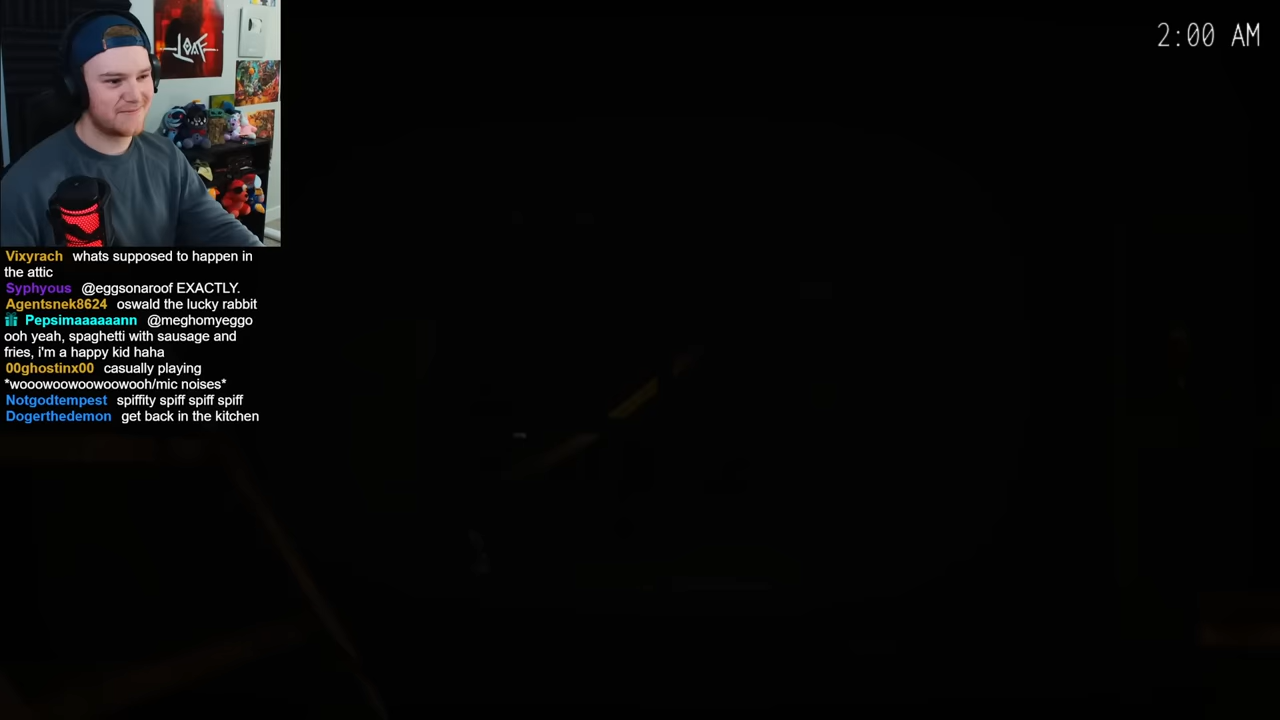 2:00 AM
LOAF
Vixyrach whats supposed to happen in
the attic
Syphyous @eggsonaroof EXACTLY.
Agentsnek8624 oswald the lucky rabbit
Pepsimaaaaaann @meghomyeggo
ooh yeah, spaghetti with sausage and
fries, i'm a happy kid haha
00ghostinx00 casually playing
*wooowoowoowoowooh/mic noises*
Notgodtempest spiffity spiff spiff spiff
Dogerthedemon get back in the kitchen